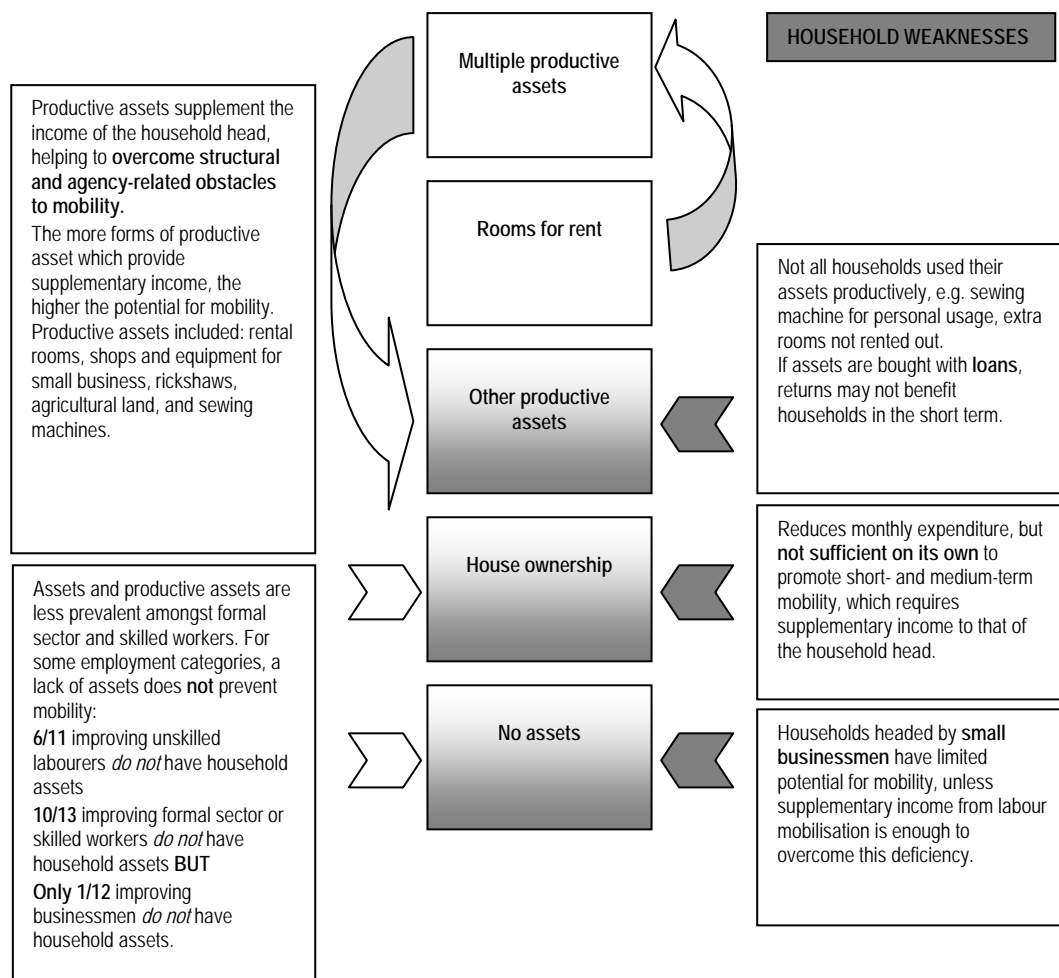 HOUSEHOLD WEAKNESSES
Multiple productive
assets
Productive assets supplement the
income of the household head,
helping to overcome structural
and agency-related obstacles
to mobility.
The more forms of productive
asset which provide
supplementary income, the
higher the potential for mobility.
Productive assets included: rental
rooms, shops and equipment for
small business, rickshaws,
agricultural land, and sewing
machines.
Rooms for rent
Not all households used their
assets productively, e.g. sewing
machine for personal usage, extra
rooms not rented out.
If assets are bought with loans,
returns may not benefit
households in the short term.
Other productive
assets
House ownership
Reduces monthly expenditure, but
not sufficient on its own to
promote short- and medium-term
mobility, which requires
supplementary income to that of
the household head.
Assets and productive assets are
less prevalent amongst formal
sector and skilled workers. For
some employment categories, a
lack of assets does not prevent
mobility:
6/11 improving unskilled
labourers do not have household
assets
10/13 improving formal sector or
skilled workers do not have
household assets BUT
Only 1/12 improving
businessmen do not have
household assets.
No assets
Households headed by small
businessmen have limited
potential for mobility, unless
supplementary income from labour
mobilisation is enough to
overcome this deficiency.